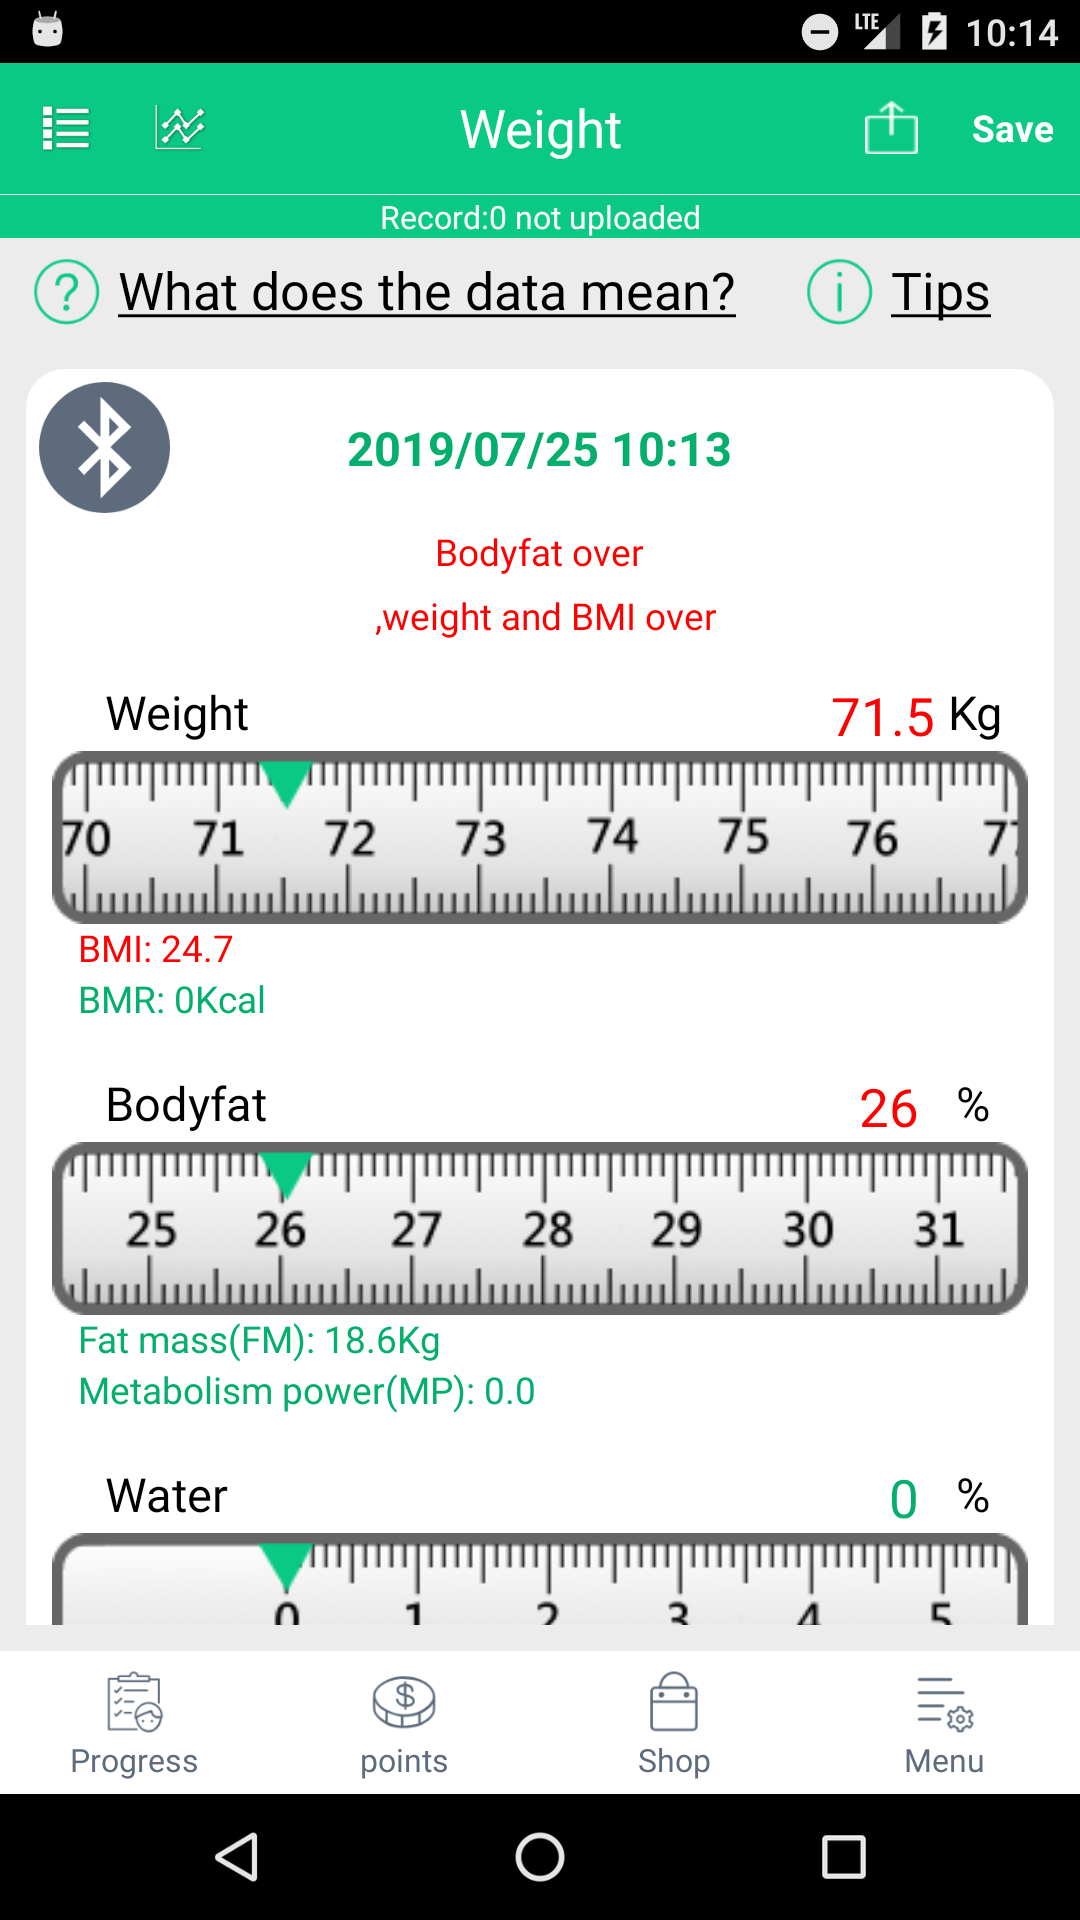 LTE 10:14
Weight Save
Record:0 not uploaded
? What does the data mean? i Tips
2019/07/25 10:13
Bodyfat over
,weight and BMI over
Weight 71.5 Kg
70 71 72 73 74 75 76 77
BMI: 24.7
BMR: 0Kcal
Bodyfat 26 %
25 26 27 28 29 30 31
Fat mass(FM): 18.6Kg
Metabolism power(MP): 0.0
Water 0 %
0 1 2 3 4 5
Progress points Shop Menu